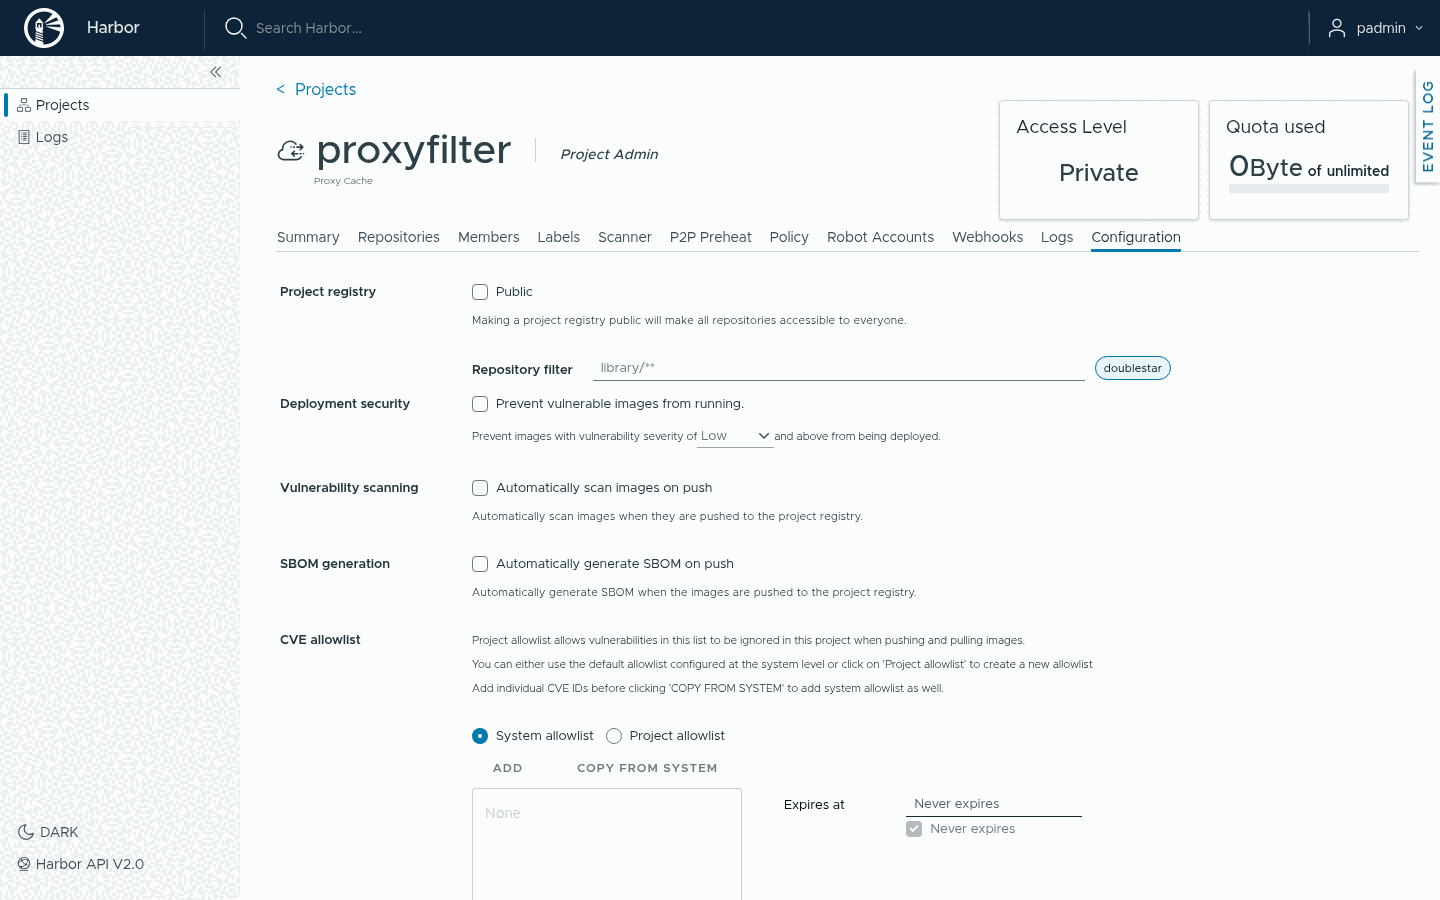 Harbor
Search Harbor...
padmin
Projects
Logs
DARK
Harbor API V2.0
< Projects
proxyfilter
Project Admin
Proxy Cache
Access Level
Private
Quota used
0Byte of unlimited
EVENT LOG
Summary Repositories Members Labels Scanner P2P Preheat Policy Robot Accounts Webhooks Logs Configuration
Project registry
Public
Making a project registry public will make all repositories accessible to everyone.
Repository filter library/** doublestar
Deployment security
Prevent vulnerable images from running.
Prevent images with vulnerability severity of Low and above from being deployed.
Vulnerability scanning
Automatically scan images on push
Automatically scan images when they are pushed to the project registry.
SBOM generation
Automatically generate SBOM on push
Automatically generate SBOM when the images are pushed to the project registry.
CVE allowlist
Project allowlist allows vulnerabilities in this list to be ignored in this project when pushing and pulling images.
You can either use the default allowlist configured at the system level or click on 'Project allowlist' to create a new allowlist
Add individual CVE IDs before clicking 'COPY FROM SYSTEM' to add system allowlist as well.
System allowlist Project allowlist
ADD COPY FROM SYSTEM
None
Expires at Never expires
Never expires